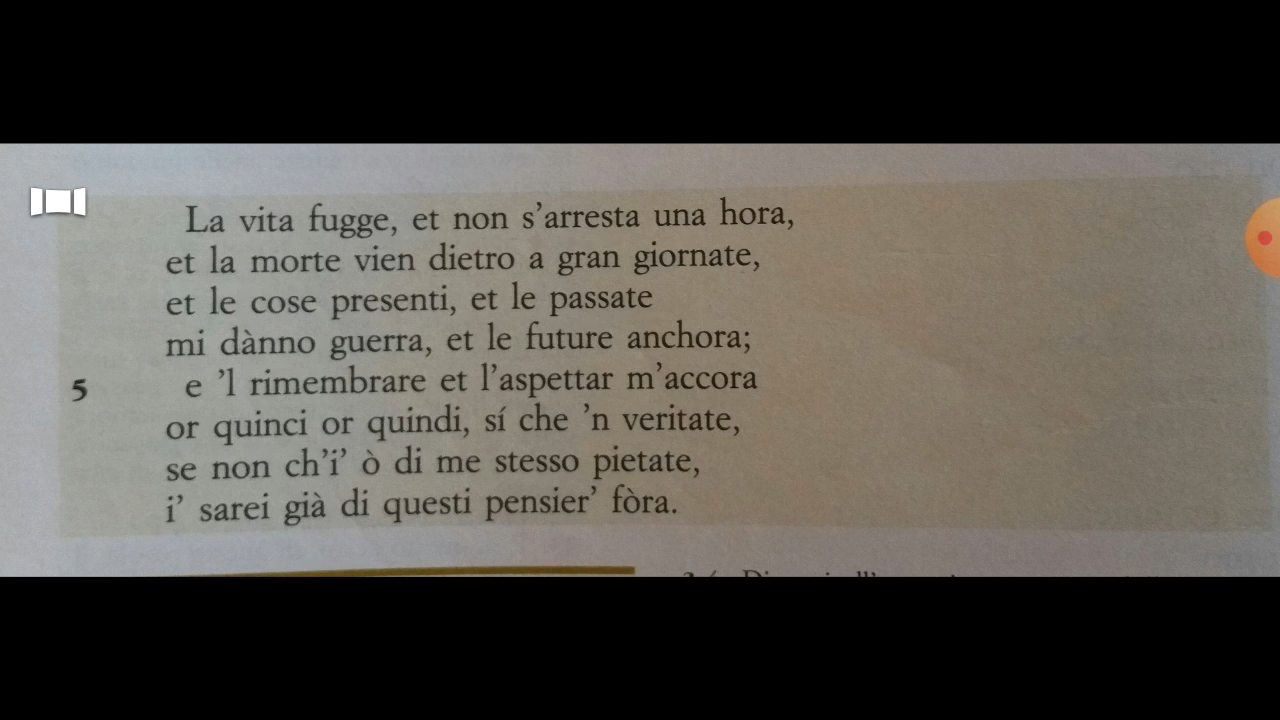 La vita fugge, et non s'arresta una hora,
et la morte vien dietro a gran giornate,
et le cose presenti, et le passate
mi dànno guerra, et le future anchora;
5 e 'l rimembrare et l'aspettar m'accora
or quinci or quindi, sí che 'n veritate,
se non ch'i' ò di me stesso pietate,
i' sarei già di questi pensier' fòra.